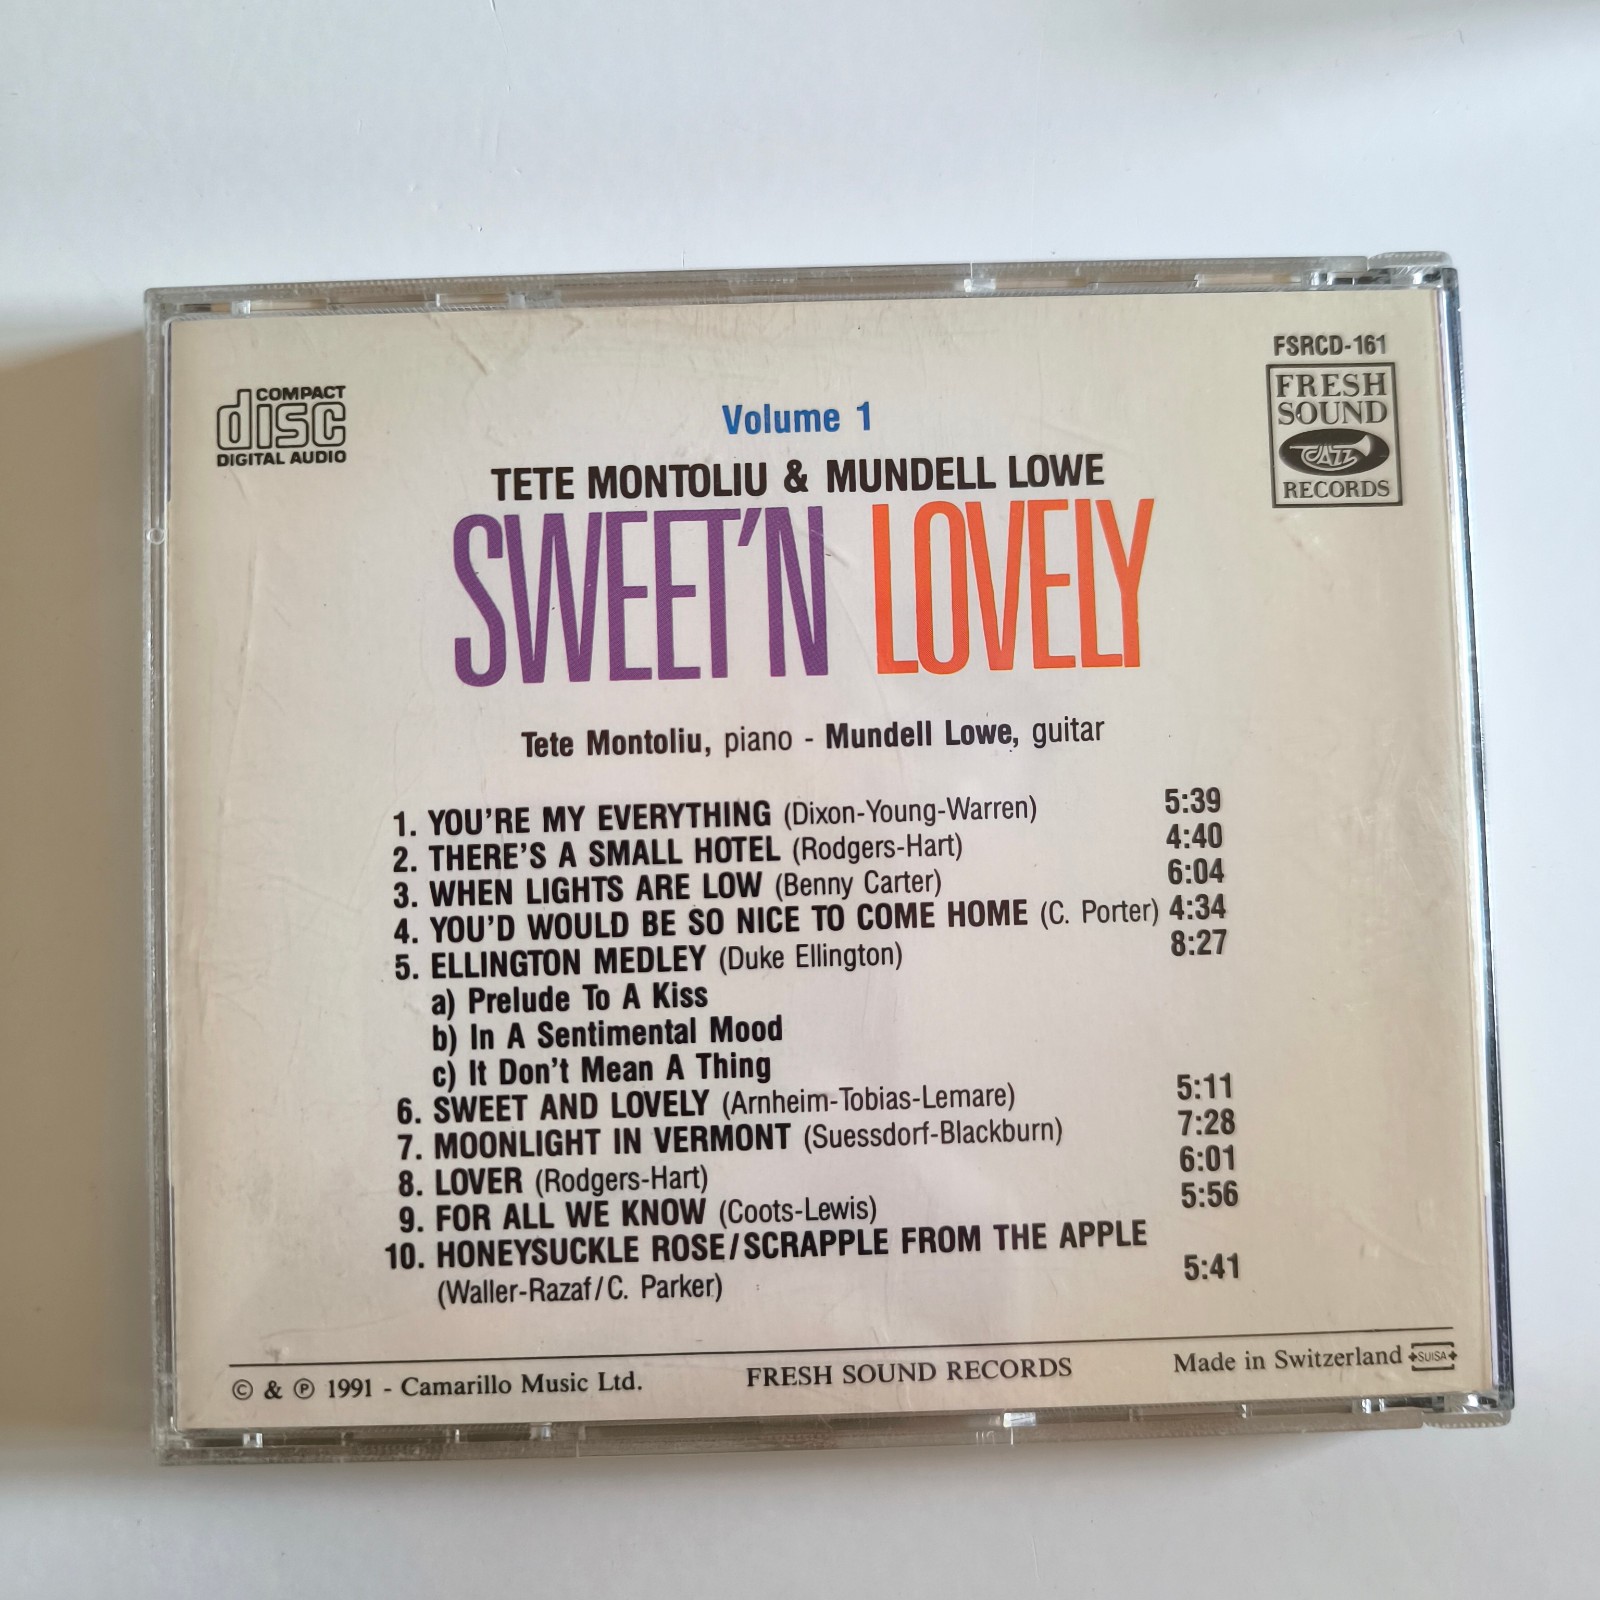 FSRCD-161
FRESH
SOUND
JAZZ
RECORDS
COMPACT
disc
DIGITAL AUDIO
Volume 1
TETE MONTOLIU & MUNDELL LOWE
SWEET'N LOVELY
Tete Montoliu, piano - Mundell Lowe, guitar
1. YOU'RE MY EVERYTHING (Dixon-Young-Warren) 5:39
2. THERE'S A SMALL HOTEL (Rodgers-Hart) 4:40
3. WHEN LIGHTS ARE LOW (Benny Carter) 6:04
4. YOU'D WOULD BE SO NICE TO COME HOME (C. Porter) 4:34
5. ELLINGTON MEDLEY (Duke Ellington) 8:27
a) Prelude To A Kiss
b) In A Sentimental Mood
c) It Don't Mean A Thing
6. SWEET AND LOVELY (Arnheim-Tobias-Lemare) 5:11
7. MOONLIGHT IN VERMONT (Suessdorf-Blackburn) 7:28
8. LOVER (Rodgers-Hart) 6:01
9. FOR ALL WE KNOW (Coots-Lewis) 5:56
10. HONEYSUCKLE ROSE/SCRAPPLE FROM THE APPLE
(Waller-Razaf/C. Parker) 5:41
© & ℗ 1991 - Camarillo Music Ltd. FRESH SOUND RECORDS Made in Switzerland SUISA